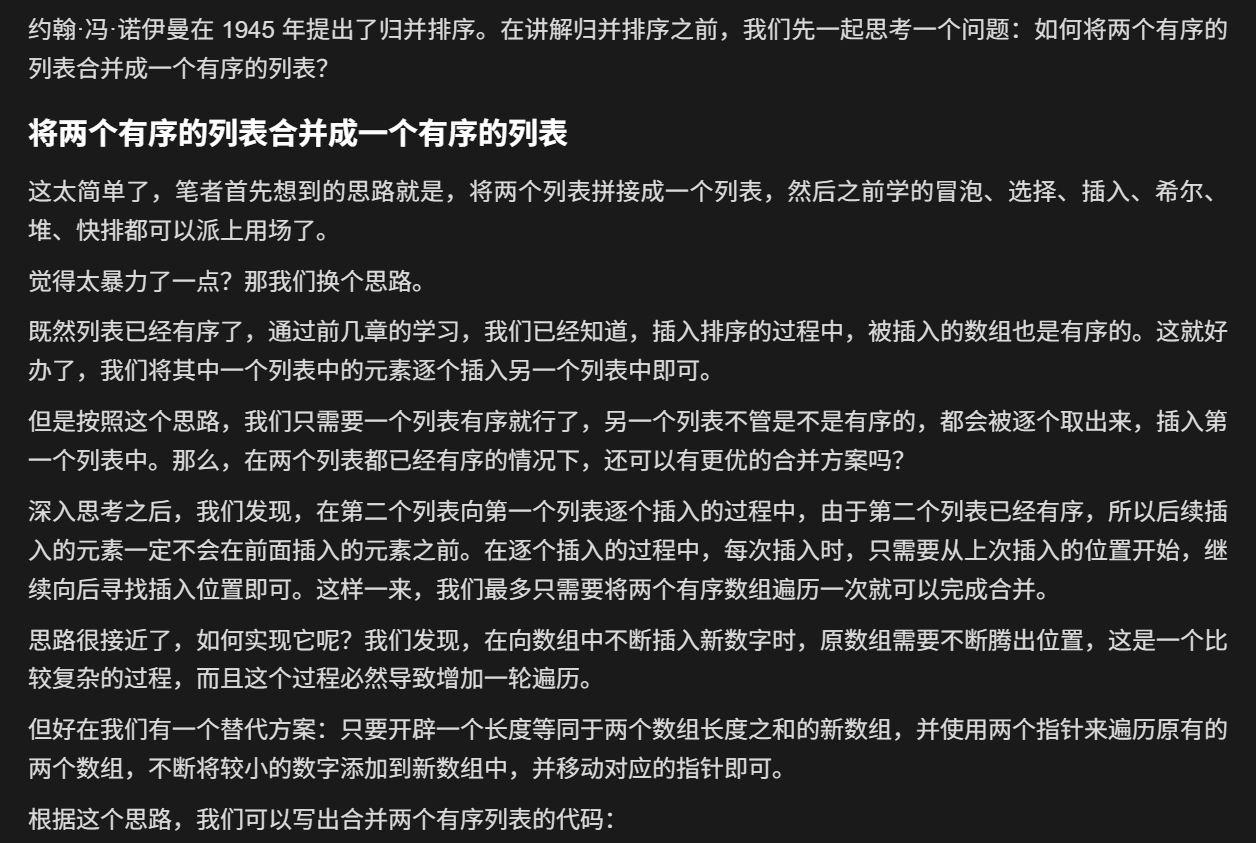 约翰·冯·诺伊曼在 1945 年提出了归并排序。在讲解归并排序之前，我们先一起思考一个问题：如何将两个有序的
列表合并成一个有序的列表？
将两个有序的列表合并成一个有序的列表
这太简单了，笔者首先想到的思路就是，将两个列表拼接成一个列表，然后之前学的冒泡、选择、插入、希尔、
堆、快排都可以派上用场了。
觉得太暴力了一点？那我们换个思路。
既然列表已经有序了，通过前几章的学习，我们已经知道，插入排序的过程中，被插入的数组也是有序的。这就好
办了，我们将其中一个列表中的元素逐个插入另一个列表中即可。
但是按照这个思路，我们只需要一个列表有序就行了，另一个列表不管是不是有序的，都会被逐个取出来，插入第
一个列表中。那么，在两个列表都已经有序的情况下，还可以有更优的合并方案吗？
深入思考之后，我们发现，在第二个列表向第一个列表逐个插入的过程中，由于第二个列表已经有序，所以后续插
入的元素一定不会在前面插入的元素之前。在逐个插入的过程中，每次插入时，只需要从上次插入的位置开始，继
续向后寻找插入位置即可。这样一来，我们最多只需要将两个有序数组遍历一次就可以完成合并。
思路很接近了，如何实现它呢？我们发现，在向数组中不断插入新数字时，原数组需要不断腾出位置，这是一个比
较复杂的过程，而且这个过程必然导致增加一轮遍历。
但好在我们有一个替代方案：只要开辟一个长度等同于两个数组长度之和的新数组，并使用两个指针来遍历原有的
两个数组，不断将较小的数字添加到新数组中，并移动对应的指针即可。
根据这个思路，我们可以写出合并两个有序列表的代码：